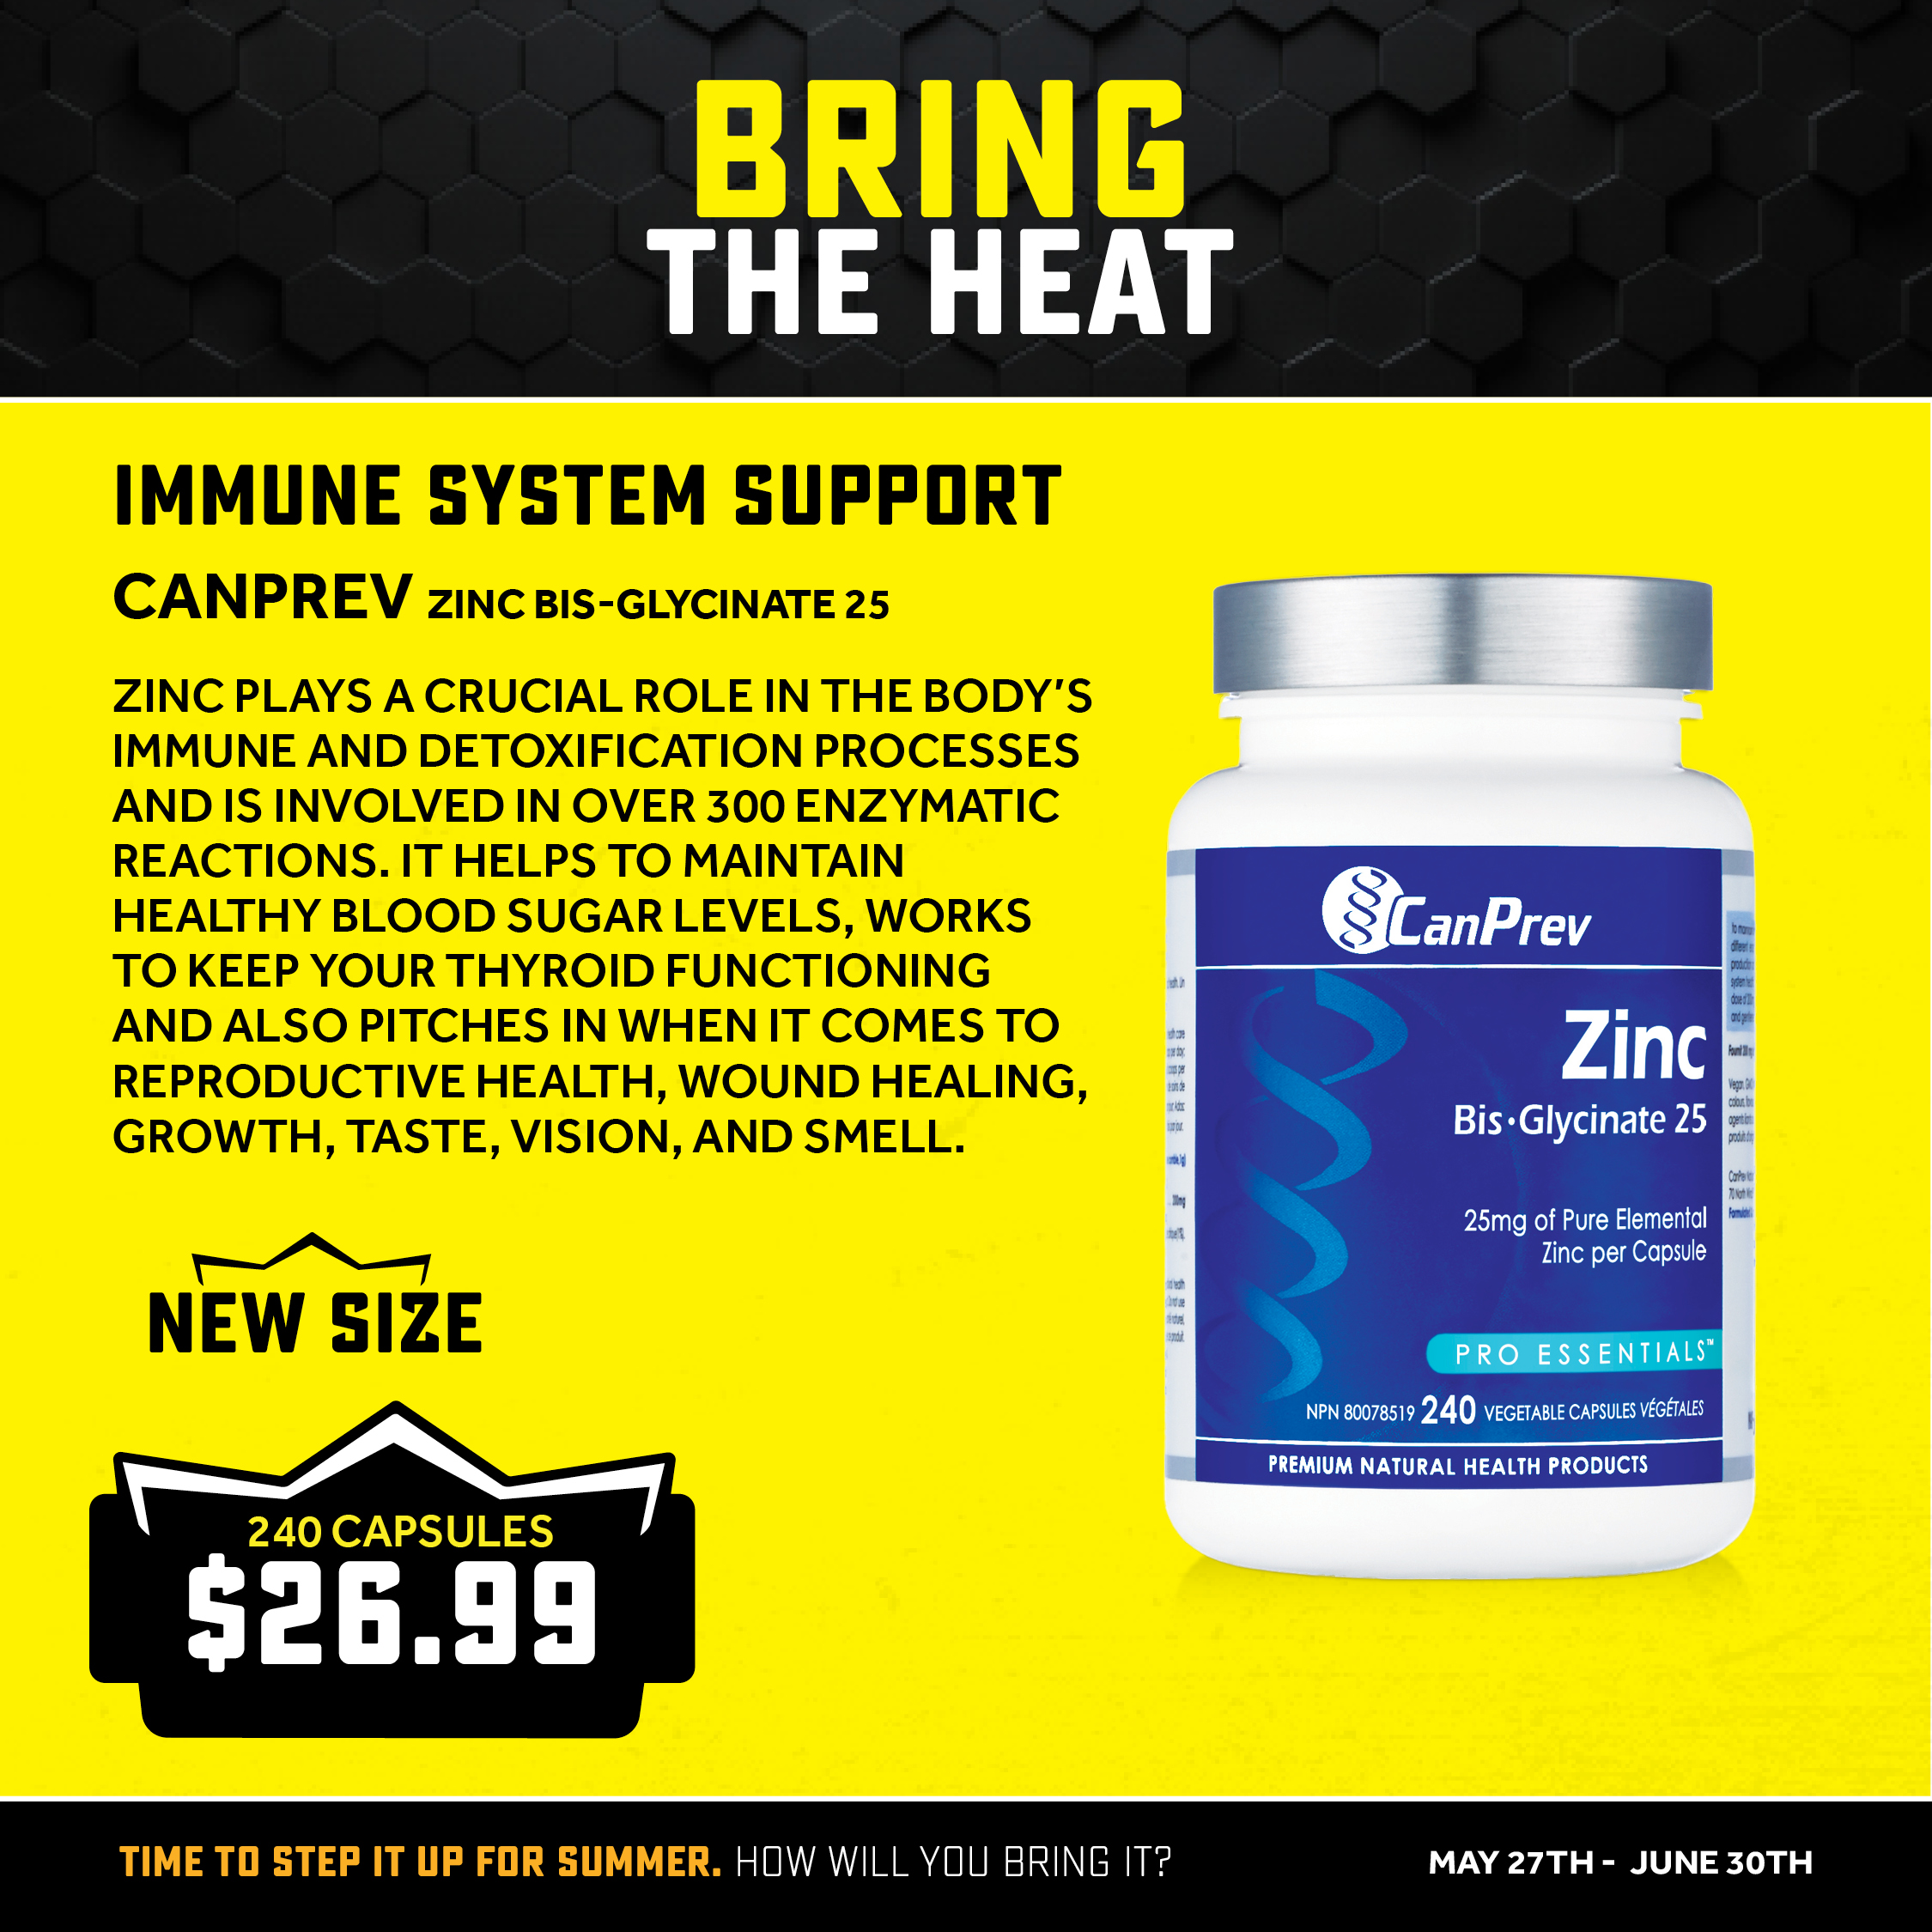 BRING
THE HEAT
IMMUNE SYSTEM SUPPORT
CANPREV ZINC BIS-GLYCINATE 25
ZINC PLAYS A CRUCIAL ROLE IN THE BODY'S
IMMUNE AND DETOXIFICATION PROCESSES
AND IS INVOLVED IN OVER 300 ENZYMATIC
REACTIONS. IT HELPS TO MAINTAIN
HEALTHY BLOOD SUGAR LEVELS, WORKS
TO KEEP YOUR THYROID FUNCTIONING
AND ALSO PITCHES IN WHEN IT COMES TO
REPRODUCTIVE HEALTH, WOUND HEALING,
GROWTH, TASTE, VISION, AND SMELL.
NEW SIZE
240 CAPSULES
$26.99
CanPrev
Zinc
Bis·Glycinate 25
25mg of Pure Elemental
Zinc per Capsule
PRO ESSENTIALS™
NPN 80078519 240 VEGETABLE CAPSULES VÉGÉTALES
PREMIUM NATURAL HEALTH PRODUCTS
TIME TO STEP IT UP FOR SUMMER. HOW WILL YOU BRING IT?
MAY 27TH - JUNE 30TH